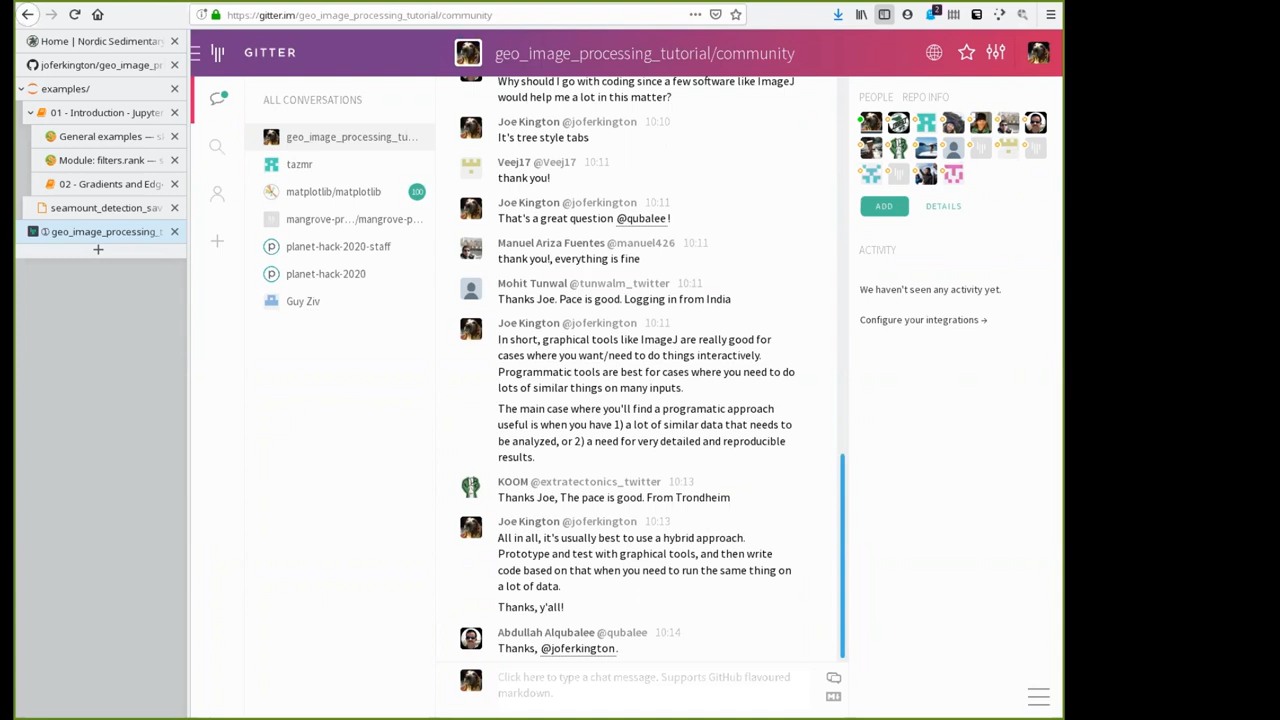 https://gitter.im/geo_image_processing_tutorial/community
2
Home | Nordic Sedimentar
joferkington/geo_image_pr
examples/
01 - Introduction - Jupyter
General examples —
Module: filters.rank —
02 - Gradients and Edg
seamount_detection_sav
① geo_image_processing_t
GITTER
geo_image_processing_tutorial/community
ALL CONVERSATIONS
geo_image_processing_tu...
tazmr
matplotlib/matplotlib
100
mangrove-pr.../mangrove-p...
planet-hack-2020-staff
planet-hack-2020
Guy Ziv
Why should I go with coding since a few software like ImageJ
would help me a lot in this matter?
Joe Kington @joferkington 10:10
It's tree style tabs
Veej17 @Veej17 10:11
thank you!
Joe Kington @joferkington 10:11
That's a great question @qubalee!
Manuel Ariza Fuentes @manuel426 10:11
thank you!, everything is fine
Mohit Tunwal @tunwalm_twitter 10:11
Thanks Joe. Pace is good. Logging in from India
Joe Kington @joferkington 10:11
In short, graphical tools like ImageJ are really good for
cases where you want/need to do things interactively.
Programmatic tools are best for cases where you need to do
lots of similar things on many inputs.
The main case where you'll find a programatic approach
useful is when you have 1) a lot of similar data that needs to
be analyzed, or 2) a need for very detailed and reproducible
results.
KOOM @extratectonics_twitter 10:13
Thanks Joe, The pace is good. From Trondheim
Joe Kington @joferkington 10:13
All in all, it's usually best to use a hybrid approach.
Prototype and test with graphical tools, and then write
code based on that when you need to run the same thing on
a lot of data.
Thanks, y'all!
Abdullah Alqubalee @qubalee 10:14
Thanks, @joferkington.
Click here to type a chat message. Supports GitHub flavoured
markdown.
PEOPLE REPO INFO
ADD
DETAILS
ACTIVITY
We haven't seen any activity yet.
Configure your integrations →